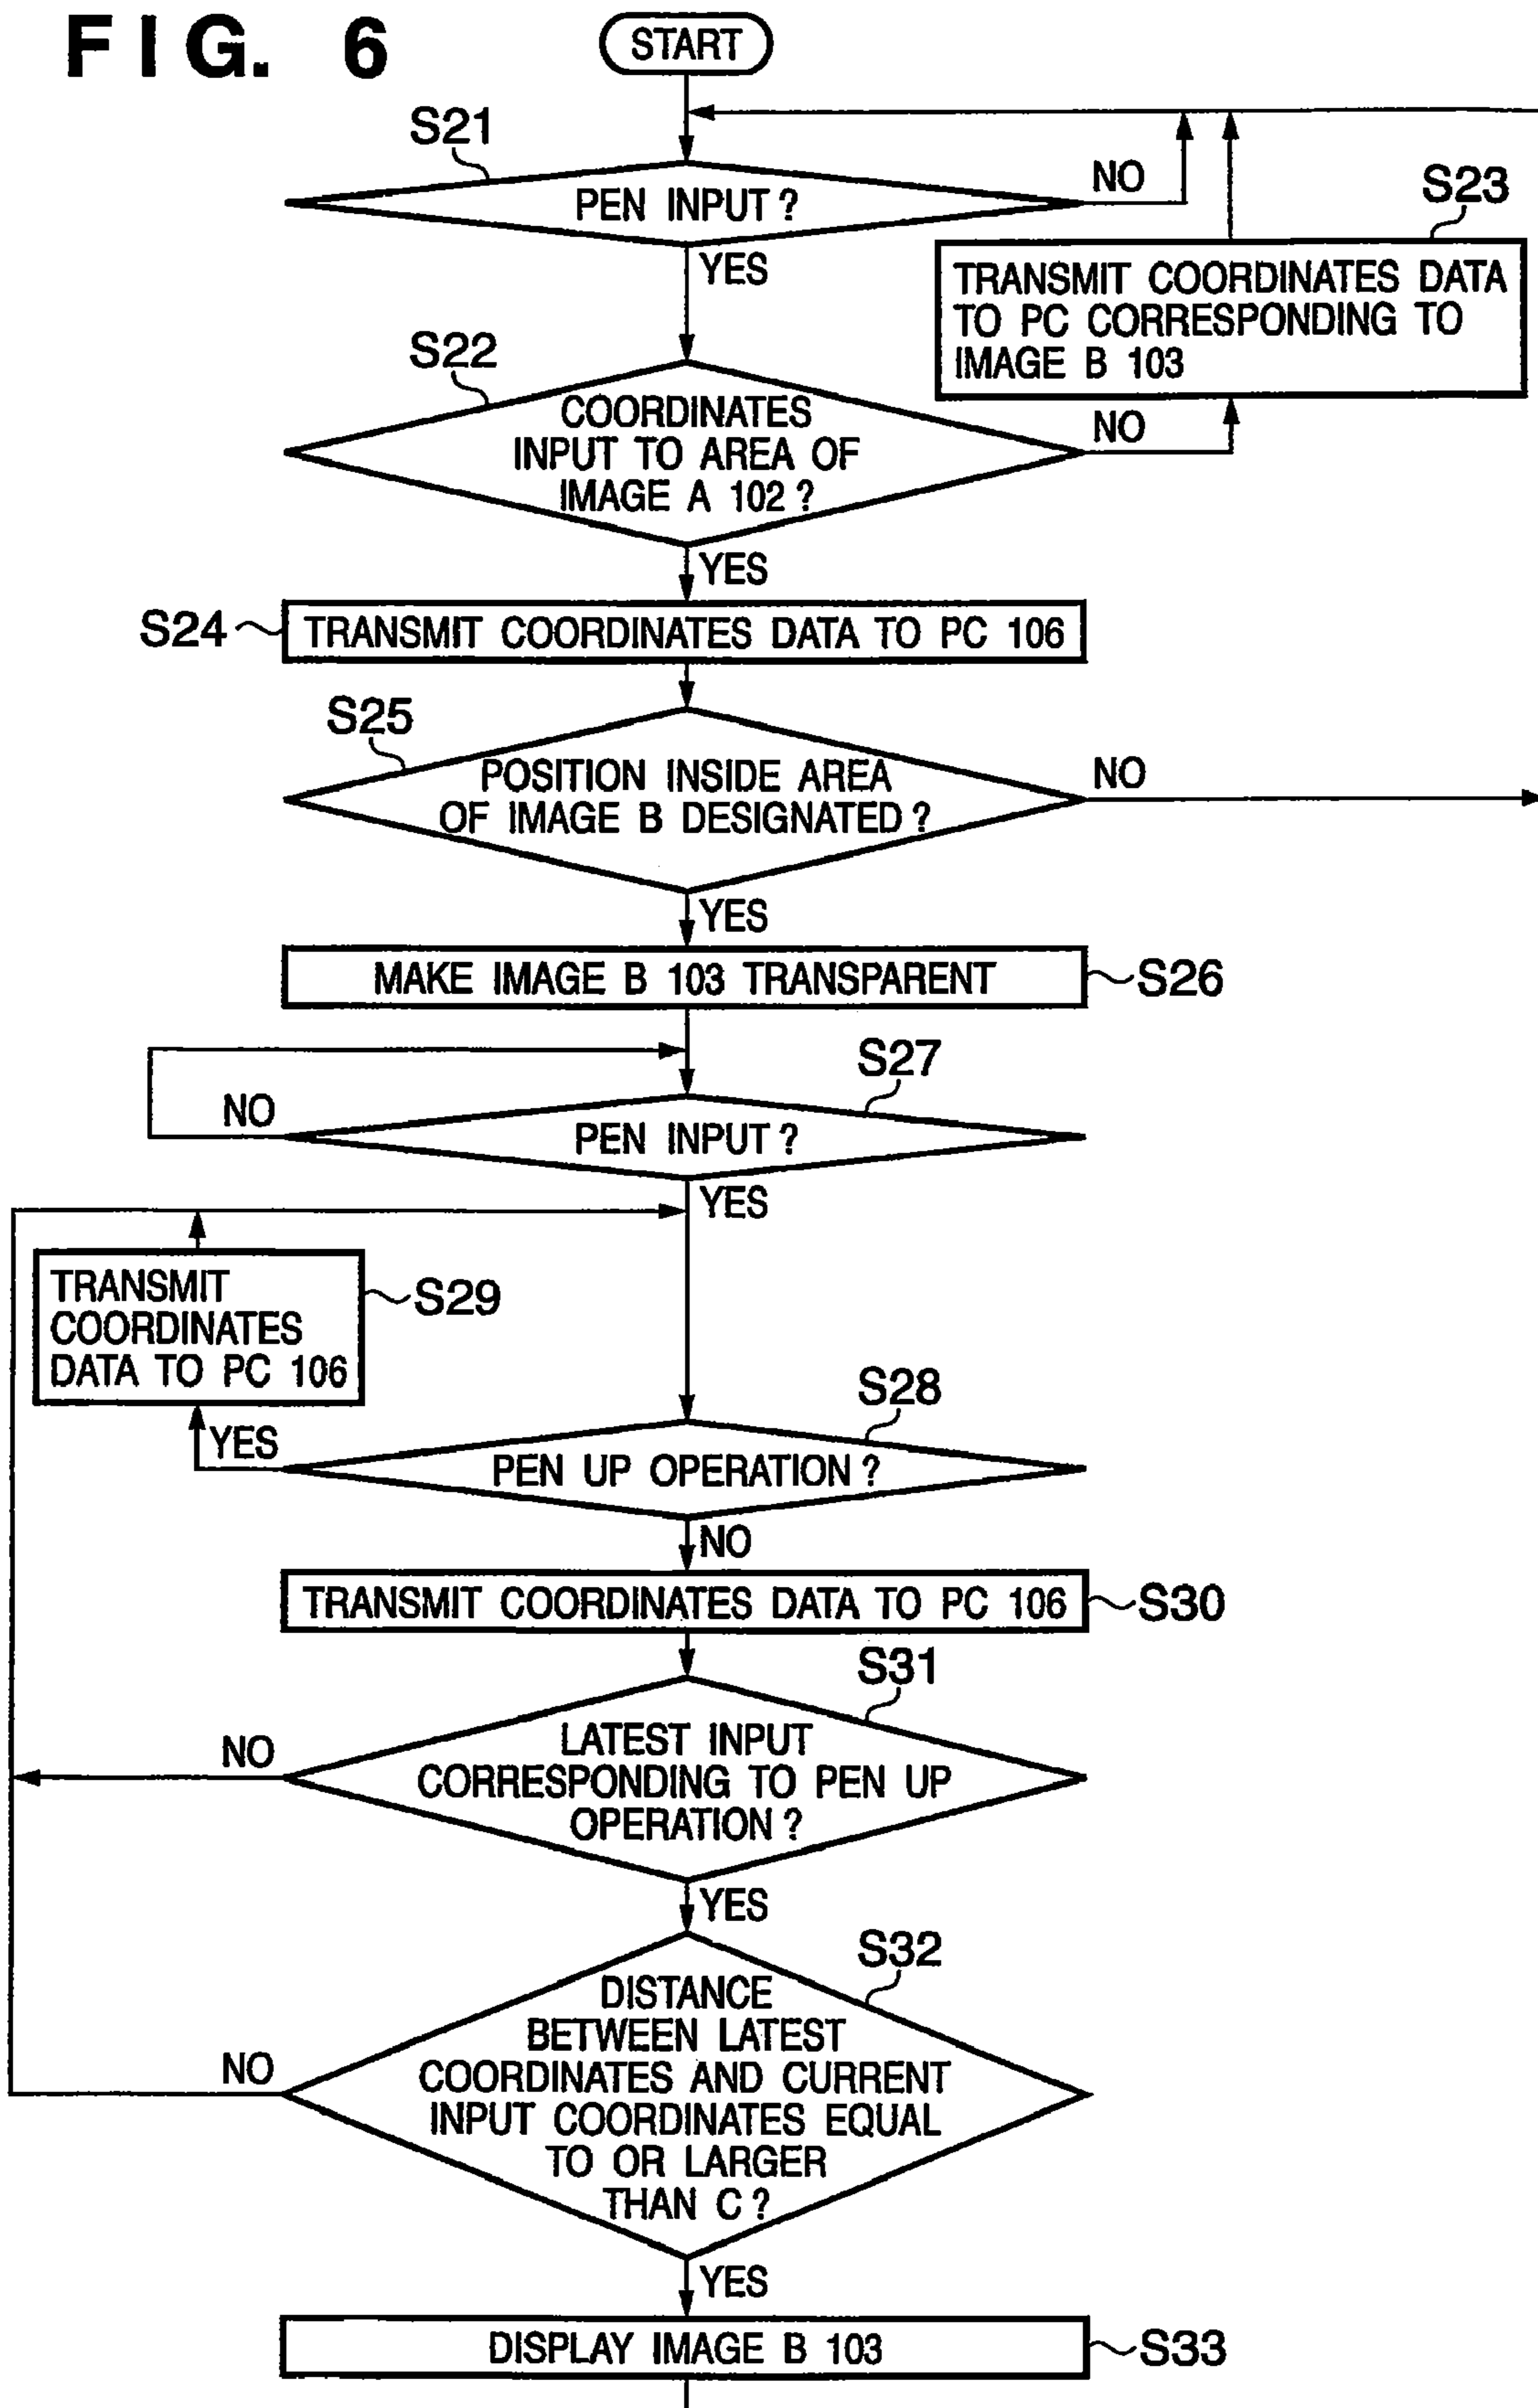 FIG. 6
START
S21
PEN INPUT?
NO
YES
S23
TRANSMIT COORDINATES DATA
TO PC CORRESPONDING TO
IMAGE B 103
S22
COORDINATES
INPUT TO AREA OF
IMAGE A 102?
NO
YES
S24
TRANSMIT COORDINATES DATA TO PC 106
S25
POSITION INSIDE AREA
OF IMAGE B DESIGNATED?
NO
YES
MAKE IMAGE B 103 TRANSPARENT
S26
S27
NO
PEN INPUT?
YES
TRANSMIT
COORDINATES
DATA TO PC 106
S29
S28
YES
PEN UP OPERATION?
NO
TRANSMIT COORDINATES DATA TO PC 106
S30
S31
NO
LATEST INPUT
CORRESPONDING TO PEN UP
OPERATION?
YES
S32
NO
DISTANCE
BETWEEN LATEST
COORDINATES AND CURRENT
INPUT COORDINATES EQUAL
TO OR LARGER
THAN C?
YES
DISPLAY IMAGE B 103
S33